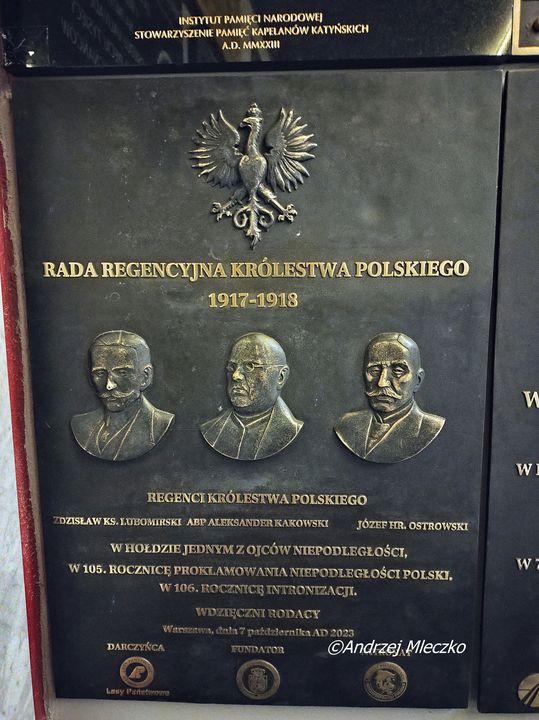 INSTYTUT PAMIĘCI NARODOWEJ
STOWARZYSZENIE PAMIĘĆ KAPELANÓW KATYŃSKICH
A.D. MMXXIII
RADA REGENCYJNA KRÓLESTWA POLSKIEGO
1917-1918
REGENCI KRÓLESTWA POLSKIEGO
ZDZISŁAW KS. LUBOMIRSKI ABP ALEKSANDER KAKOWSKI JÓZEF HR. OSTROWSKI
W HOŁDZIE JEDNYM Z OJCÓW NIEPODLEGŁOŚCI,
W 105. ROCZNICĘ PROKLAMOWANIA NIEPODLEGŁOŚCI POLSKI,
W 106. ROCZNICĘ INTRONIZACJI.
WDZIĘCZNI RODACY
Warszawa, dnia 7 października AD 2023
DARCZYŃCA FUNDATOR
©Andrzej Mleczko
Lasy Państwowe